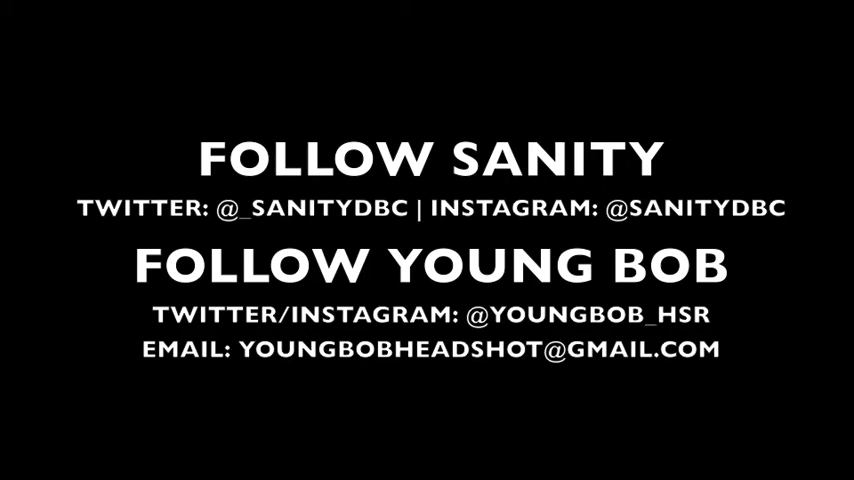 FOLLOW SANITY
TWITTER: @_SANITYDBC | INSTAGRAM: @SANITYDBC
FOLLOW YOUNG BOB
TWITTER/INSTAGRAM: @YOUNGBOB_HSR
EMAIL: YOUNGBOBHEADSHOT@GMAIL.COM